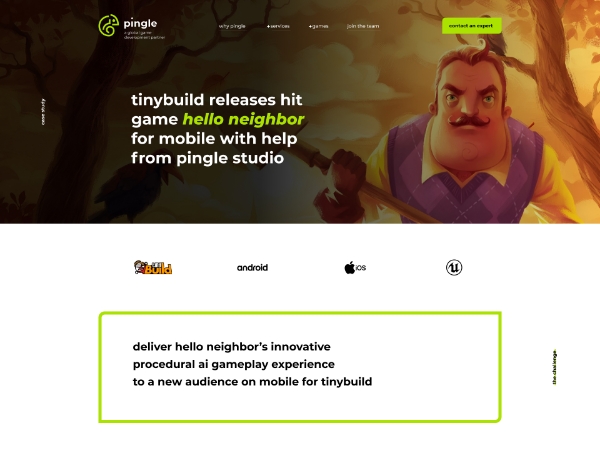 pingle
a global game
development partner
why pingle
+services
+games
join the team
contact an expert
case study
tinybuild releases hit
game hello neighbor
for mobile with help
from pingle studio
tiny
Build
android
iOS
deliver hello neighbor's innovative
procedural ai gameplay experience
to a new audience on mobile for tinybuild
the challenge